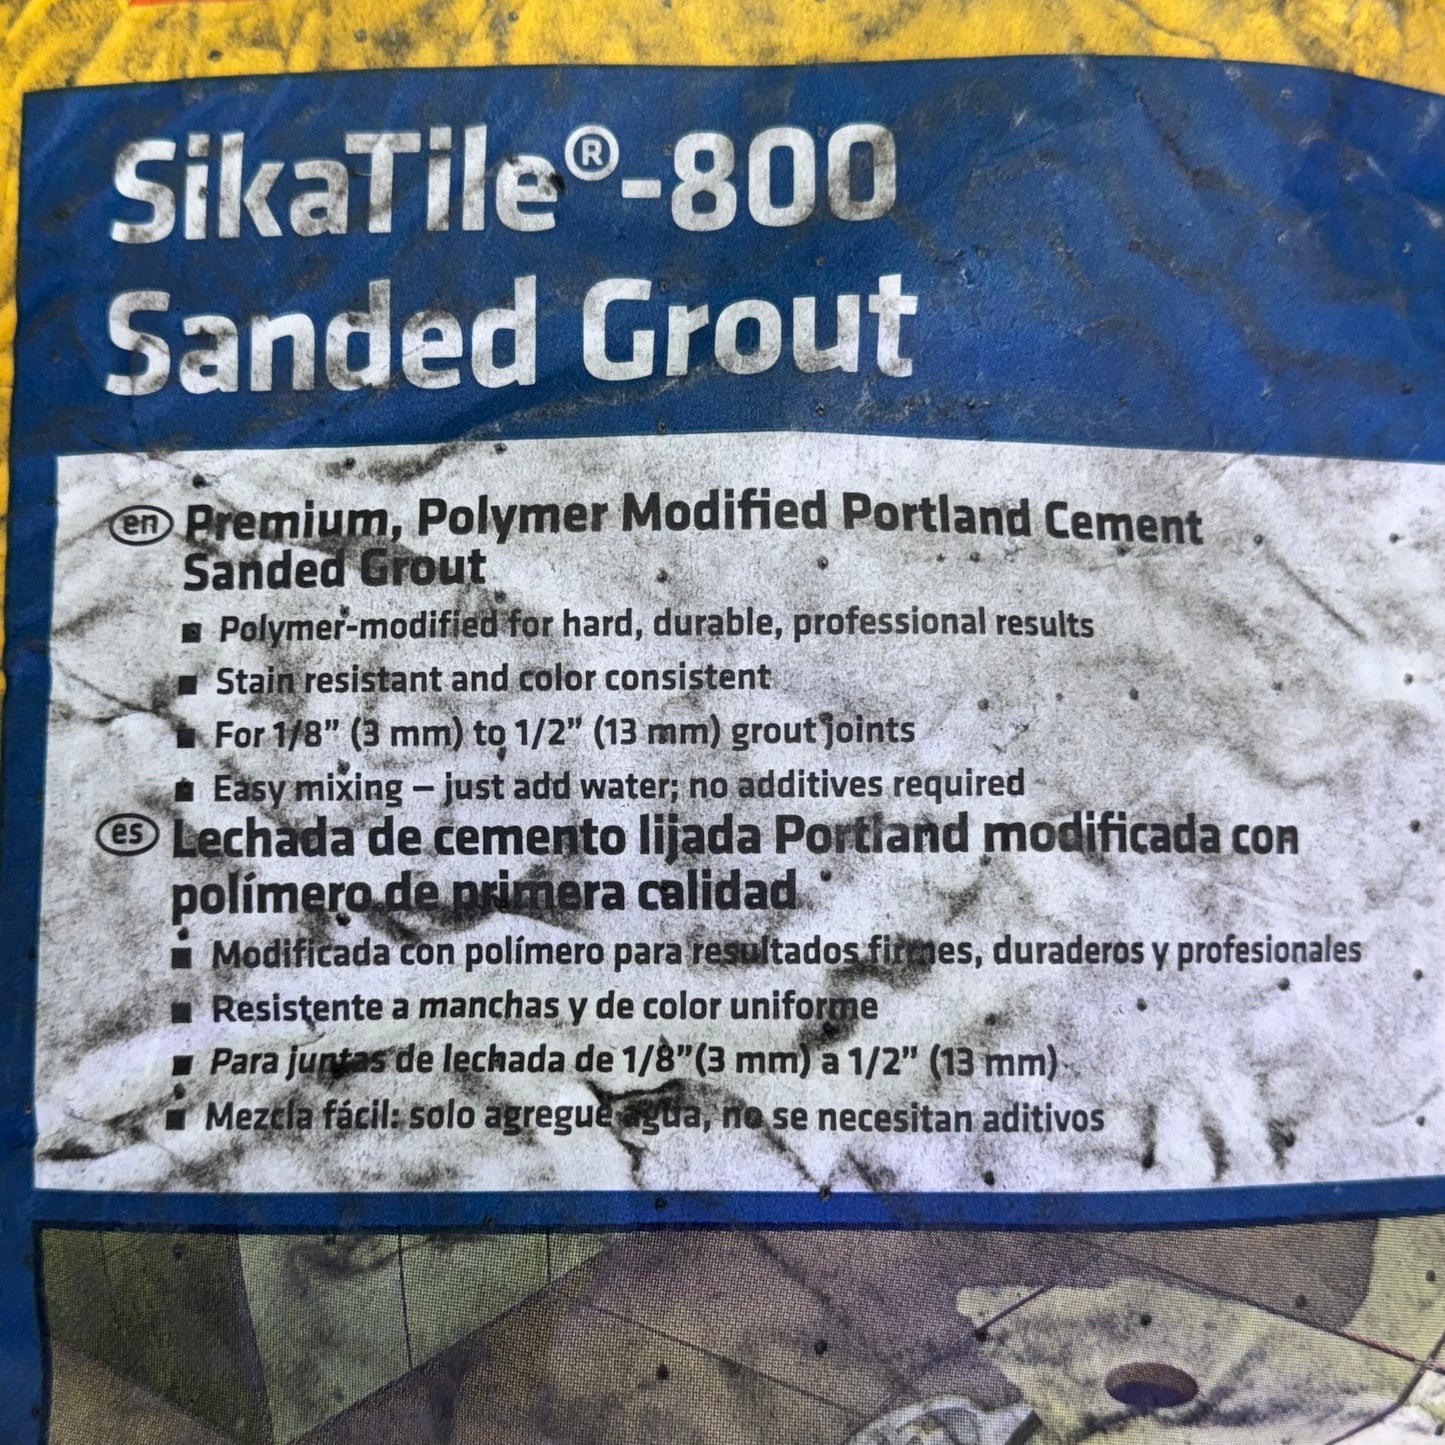 SikaTile®-800
Sanded Grout
en Premium, Polymer Modified Portland Cement
Sanded Grout
▪ Polymer-modified for hard, durable, professional results
▪ Stain resistant and color consistent
▪ For 1/8” (3 mm) to 1/2” (13 mm) grout joints
▪ Easy mixing – just add water; no additives required
es Lechada de cemento lijada Portland modificada con
polímero de primera calidad
▪ Modificada con polímero para resultados firmes, duraderos y profesionales
▪ Resistente a manchas y de color uniforme
▪ Para juntas de lechada de 1/8”(3 mm) a 1/2” (13 mm)
▪ Mezcla fácil: solo agregue agua, no se necesitan aditivos